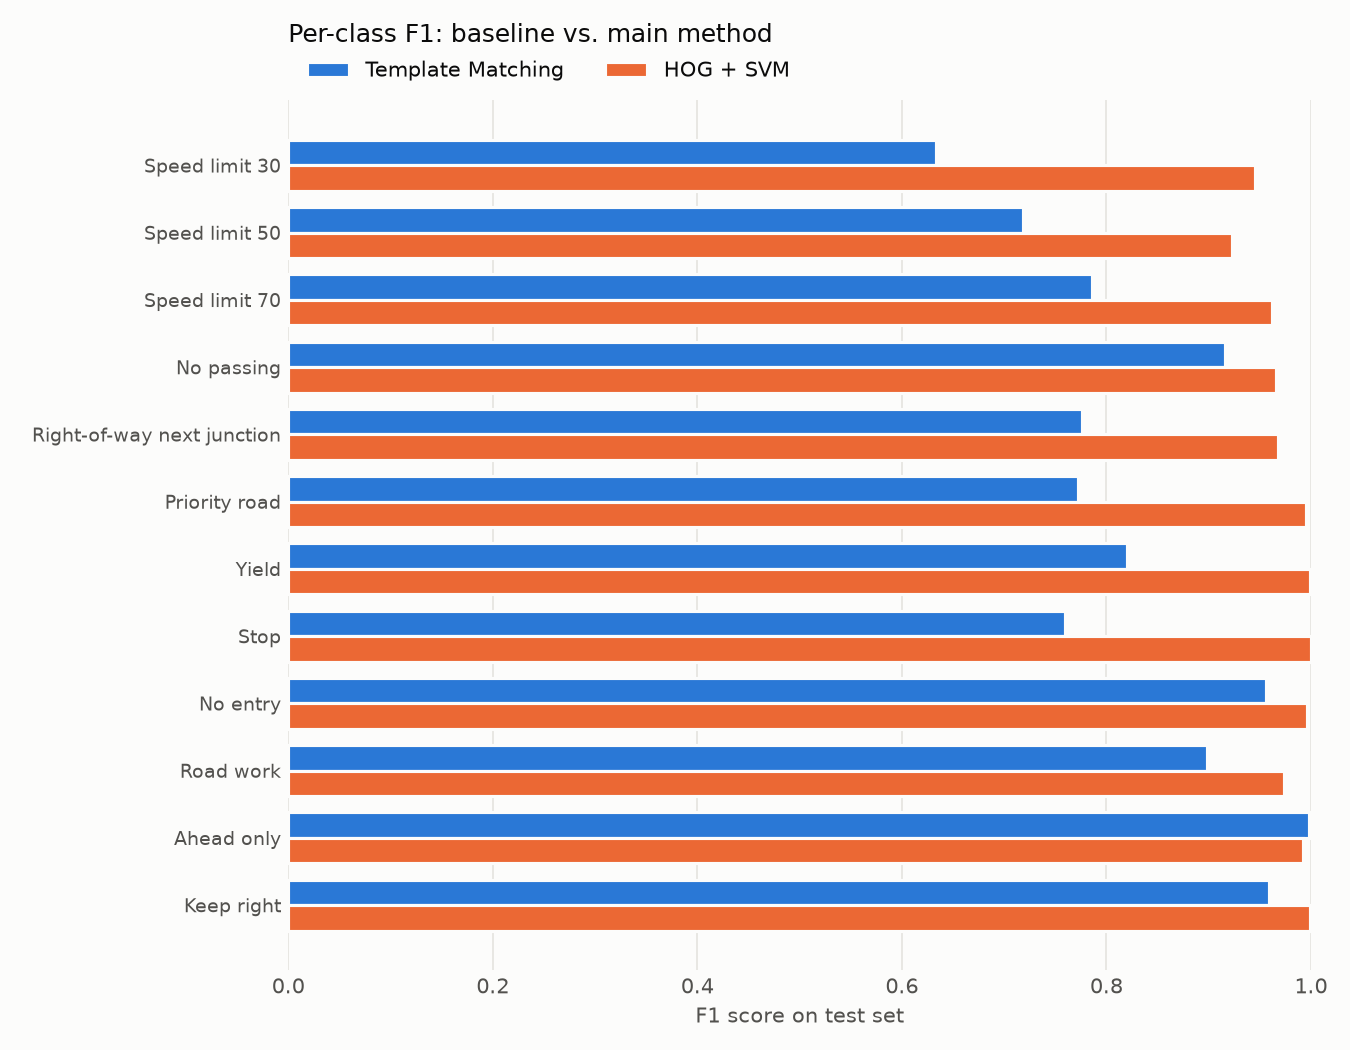 Per-class F1: baseline vs. main method
Template Matching HOG + SVM
Speed limit 30
Speed limit 50
Speed limit 70
No passing
Right-of-way next junction
Priority road
Yield
Stop
No entry
Road work
Ahead only
Keep right
0.0 0.2 0.4 0.6 0.8 1.0
F1 score on test set